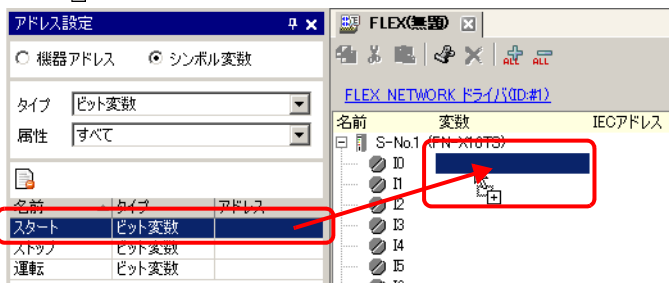 アドレス設定
機器アドレス シンボル変数
タイプ ビット変数
属性 すべて
名前 タイプ アドレス
スタート ビット変数
ストップ ビット変数
運転 ビット変数
FLEX(無題)
ALL ALL
FLEX NETWORK ドライバ(ID:#1)
名前 変数 IECアドレス
S-No.1 (FN-X16TS)
I0
I1
I2
I3
I4
I5